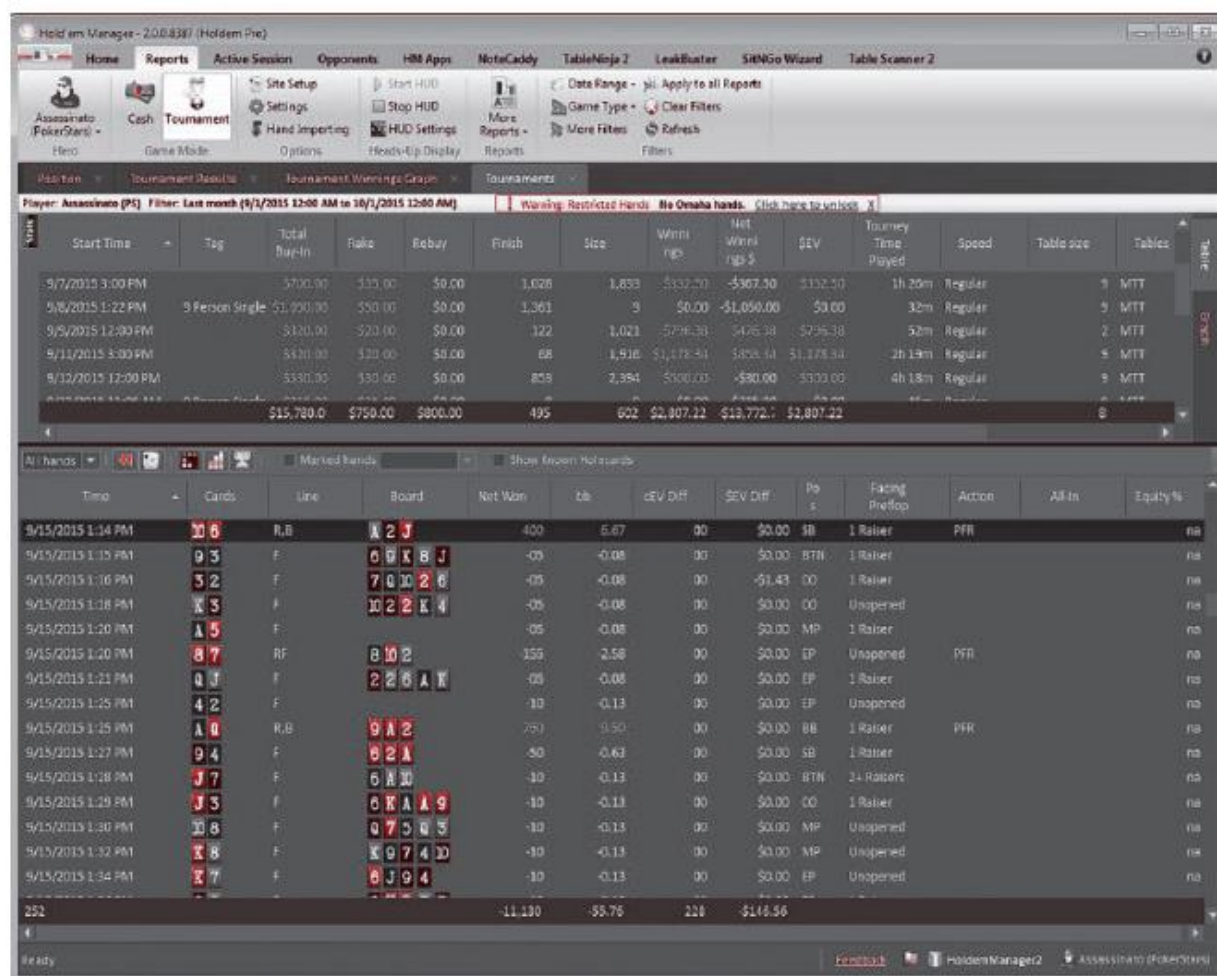 Hold'em Manager - 2.0.0.8387 (Holdem Pro)
Home Reports Active Session Opponents HM Apps NoteCaddy TableNinja 2 LeakBuster SitNGo Wizard Table Scanner 2
Assassinato (PokerStars) Cash Tournament
Site Setup
Settings
Hand Importing
Start HUD
Stop HUD
HUD Settings
More Reports
Date Range
Game Type
More Filters
Apply to all Reports
Clear Filters
Refresh
Hero Game Mode Options Heads-Up Display Reports Filters
Position Tournament Results Tournament Winnings Graph Tournaments
Player: Assassinato (PS) Filter: Last month (9/1/2015 12:00 AM to 10/1/2015 12:00 AM) Warning: Restricted Hands No Omaha hands. Click here to unlock X
Start Time Tag Total Buy-In Rake Rebuy Finish Size Winnings Net Winnings $ $EV Tourney Time Played Speed Table size Tables
9/7/2015 3:00 PM $700.00 $35.00 $0.00 1,028 -$367.50 1h 26m Regular 9 MTT
9/8/2015 1:22 PM 9 Person Single $1,050.00 $50.00 $0.00 1,361 9 $0.00 -$1,050.00 $0.00 32m Regular 9 MTT
9/9/2015 12:00 PM $320.00 $20.00 $0.00 122 1,021 $796.38 $476.38 52m Regular 2 MTT
9/11/2015 3:00 PM $320.00 $20.00 $0.00 68 1,916 $1,178.34 $858.34 $1,178.34 2h 19m Regular 9 MTT
9/12/2015 12:00 PM $330.00 $30.00 $0.00 853 2,394 $300.00 -$30.00 $300.00 4h 18m Regular 9 MTT
$15,780.0 $750.00 $800.00 495 602 $2,807.22 $2,807.22 8
Table
Graph
Stats
All hands Marked hands Show Known Holecards
Time Cards Line Board Net Won bb cEV Diff $EV Diff Pos Facing Preflop Action All-In Equity %
9/15/2015 1:14 PM 10 6 R,B A 2 J 400 6.67 00 $0.00 SB 1 Raiser PFR na
9/15/2015 1:15 PM 9 3 F 6 9 K 8 J -05 -0.08 00 $0.00 BTN 1 Raiser na
9/15/2015 1:16 PM 3 2 F 7 Q 10 2 6 -05 -0.08 00 -$1.43 CO 1 Raiser na
9/15/2015 1:18 PM K 3 F 10 2 2 K 4 -05 -0.08 00 $0.00 CO Unopened na
9/15/2015 1:20 PM A 5 F -05 -0.08 00 $0.00 MP 1 Raiser na
9/15/2015 1:20 PM 8 7 RF 8 10 2 -155 -2.58 00 $0.00 EP Unopened PFR na
9/15/2015 1:21 PM Q J F 2 2 6 A K -05 -0.08 00 $0.00 EP 1 Raiser na
9/15/2015 1:25 PM 4 2 F -10 -0.13 00 $0.00 EP Unopened na
9/15/2015 1:25 PM A Q R,B 9 A 2 00 $0.00 BB 1 Raiser PFR na
9/15/2015 1:27 PM 9 4 F 6 2 A -50 -0.63 00 $0.00 SB 1 Raiser na
9/15/2015 1:28 PM J 7 F 6 A 10 -10 -0.13 00 $0.00 BTN 2+ Raisers na
9/15/2015 1:29 PM J 3 F 6 K A A 9 -10 -0.13 00 $0.00 CO 1 Raiser na
9/15/2015 1:30 PM 10 8 F Q 7 5 Q 3 -10 -0.13 00 $0.00 MP Unopened na
9/15/2015 1:32 PM K 8 F K 9 7 4 10 -10 -0.13 00 $0.00 MP Unopened na
9/15/2015 1:34 PM K 7 F 6 J 9 4 -10 -0.13 00 $0.00 EP Unopened na
252 -11,130 -55.76 228 -$146.56
Ready Feedback HoldemManager2 Assassinato (PokerStars)